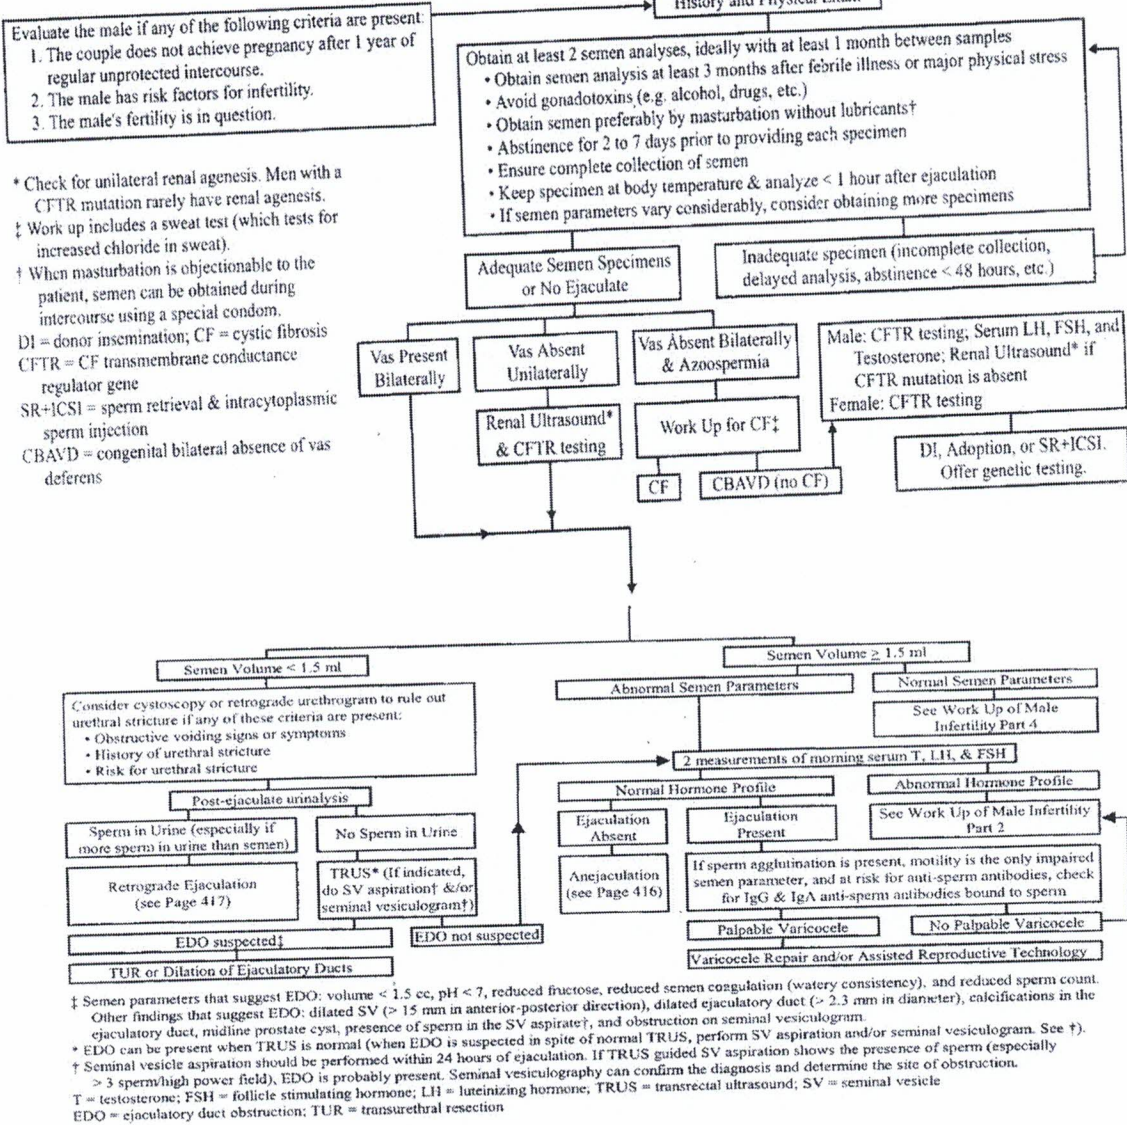 History and Physical Exam
Evaluate the male if any of the following criteria are present:
1. The couple does not achieve pregnancy after 1 year of
regular unprotected intercourse.
2. The male has risk factors for infertility.
3. The male's fertility is in question.
Obtain at least 2 semen analyses, ideally with at least 1 month between samples
• Obtain semen analysis at least 3 months after febrile illness or major physical stress
• Avoid gonadotoxins (e.g. alcohol, drugs, etc.)
• Obtain semen preferably by masturbation without lubricants†
• Abstinence for 2 to 7 days prior to providing each specimen
• Ensure complete collection of semen
• Keep specimen at body temperature & analyze < 1 hour after ejaculation
• If semen parameters vary considerably, consider obtaining more specimens
* Check for unilateral renal agenesis. Men with a
CFTR mutation rarely have renal agenesis.
‡ Work up includes a sweat test (which tests for
increased chloride in sweat).
† When masturbation is objectionable to the
patient, semen can be obtained during
intercourse using a special condom.
DI = donor insemination; CF = cystic fibrosis
CFTR = CF transmembrane conductance
regulator gene
SR+ICSI = sperm retrieval & intracytoplasmic
sperm injection
CBAVD = congenital bilateral absence of vas
deferens
Adequate Semen Specimens
or No Ejaculate
Inadequate specimen (incomplete collection,
delayed analysis, abstinence < 48 hours, etc.)
Vas Present
Bilaterally
Vas Absent
Unilaterally
Vas Absent Bilaterally
& Azoospermia
Male: CFTR testing; Serum LH, FSH, and
Testosterone; Renal Ultrasound* if
CFTR mutation is absent
Female: CFTR testing
Renal Ultrasound*
& CFTR testing
Work Up for CF‡
CF
CBAVD (no CF)
DI, Adoption, or SR+ICSI.
Offer genetic testing.
Semen Volume < 1.5 ml
Semen Volume ≥ 1.5 ml
Consider cystoscopy or retrograde urethrogram to rule out
urethral stricture if any of these criteria are present:
• Obstructive voiding signs or symptoms
• History of urethral stricture
• Risk for urethral stricture
Abnormal Semen Parameters
Normal Semen Parameters
See Work Up of Male
Infertility Part 4
2 measurements of morning serum T, LH, & FSH
Post-ejaculate urinalysis
Normal Hormone Profile
Abnormal Hormone Profile
Sperm in Urine (especially if
more sperm in urine than semen)
No Sperm in Urine
Ejaculation
Absent
Ejaculation
Present
See Work Up of Male Infertility
Part 2
Retrograde Ejaculation
(see Page 417)
TRUS* (If indicated,
do SV aspiration† &/or
seminal vesiculogram†)
Anejaculation
(see Page 416)
If sperm agglutination is present, motility is the only impaired
semen parameter, and at risk for anti-sperm antibodies, check
for IgG & IgA anti-sperm antibodies bound to sperm
EDO suspected‡
EDO not suspected
Palpable Varicocele
No Palpable Varicocele
TUR or Dilation of Ejaculatory Ducts
Varicocele Repair and/or Assisted Reproductive Technology
‡ Semen parameters that suggest EDO: volume < 1.5 cc, pH < 7, reduced fructose, reduced semen coagulation (watery consistency), and reduced sperm count.
Other findings that suggest EDO: dilated SV (> 15 mm in anterior-posterior direction), dilated ejaculatory duct (> 2.3 mm in diameter), calcifications in the
ejaculatory duct, midline prostate cyst, presence of sperm in the SV aspirate†, and obstruction on seminal vesiculogram.
* EDO can be present when TRUS is normal (when EDO is suspected in spite of normal TRUS, perform SV aspiration and/or seminal vesiculogram. See †).
† Seminal vesicle aspiration should be performed within 24 hours of ejaculation. If TRUS guided SV aspiration shows the presence of sperm (especially
> 3 sperm/high power field), EDO is probably present. Seminal vesiculography can confirm the diagnosis and determine the site of obstruction.
T = testosterone; FSH = follicle stimulating hormone; LH = luteinizing hormone; TRUS = transrectal ultrasound; SV = seminal vesicle
EDO = ejaculatory duct obstruction; TUR = transurethral resection